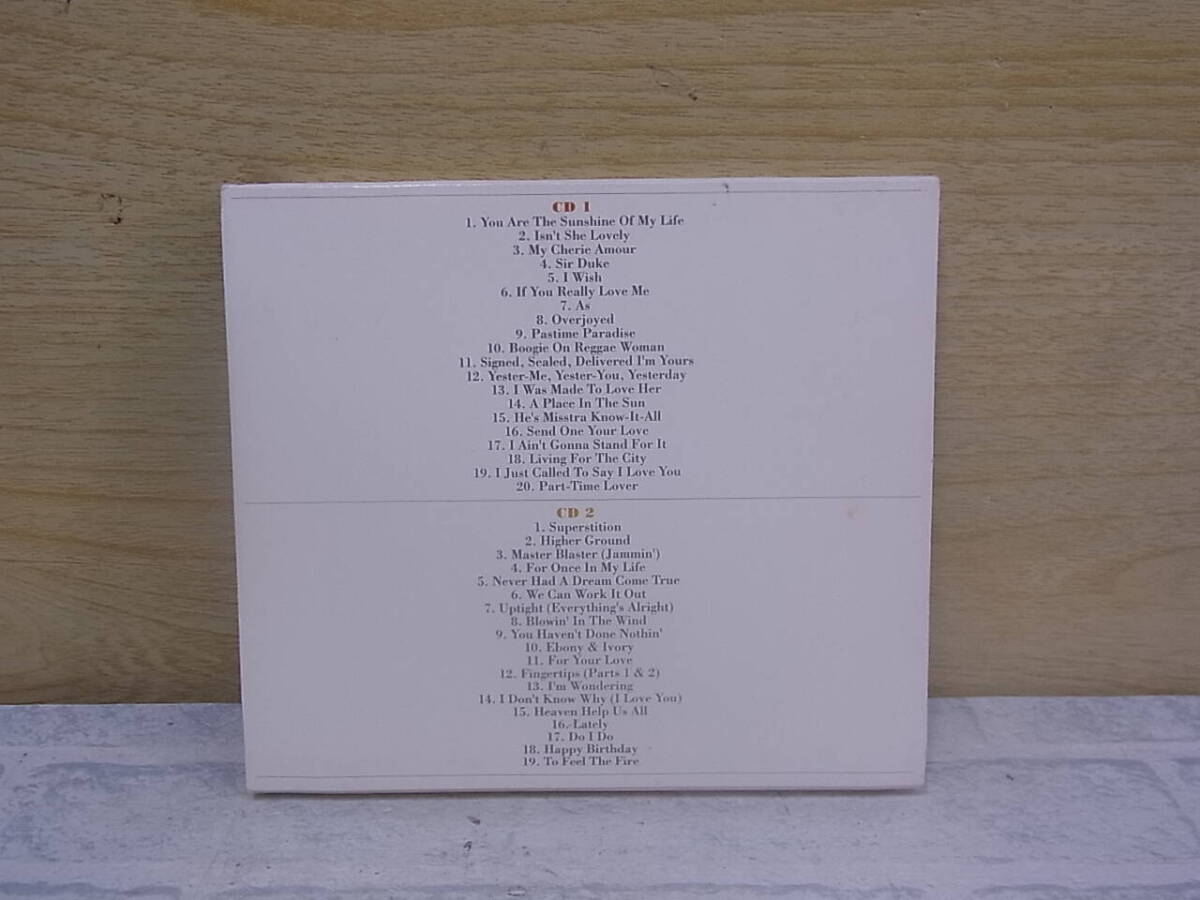 CD 1
1. You Are The Sunshine Of My Life
2. Isn't She Lovely
3. My Cherie Amour
4. Sir Duke
5. I Wish
6. If You Really Love Me
7. As
8. Overjoyed
9. Pastime Paradise
10. Boogie On Reggae Woman
11. Signed, Sealed, Delivered I'm Yours
12. Yester-Me, Yester-You, Yesterday
13. I Was Made To Love Her
14. A Place In The Sun
15. He's Misstra Know-It-All
16. Send One Your Love
17. I Ain't Gonna Stand For It
18. Living For The City
19. I Just Called To Say I Love You
20. Part-Time Lover
CD 2
1. Superstition
2. Higher Ground
3. Master Blaster (Jammin')
4. For Once In My Life
5. Never Had A Dream Come True
6. We Can Work It Out
7. Uptight (Everything's Alright)
8. Blowin' In The Wind
9. You Haven't Done Nothin'
10. Ebony & Ivory
11. For Your Love
12. Fingertips (Parts 1 & 2)
13. I'm Wondering
14. I Don't Know Why (I Love You)
15. Heaven Help Us All
16. Lately
17. Do I Do
18. Happy Birthday
19. To Feel The Fire